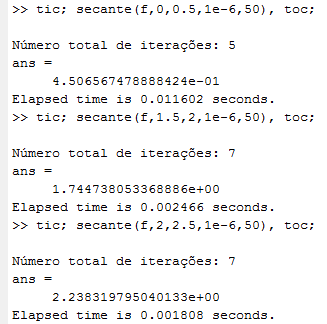 >> tic; secante(f,0,0.5,1e-6,50), toc;
Número total de iterações: 5
ans =
4.506567478888424e-01
Elapsed time is 0.011602 seconds.
>> tic; secante(f,1.5,2,1e-6,50), toc;
Número total de iterações: 7
ans =
1.744738053368886e+00
Elapsed time is 0.002466 seconds.
>> tic; secante(f,2,2.5,1e-6,50), toc;
Número total de iterações: 7
ans =
2.238319795040133e+00
Elapsed time is 0.001808 seconds.